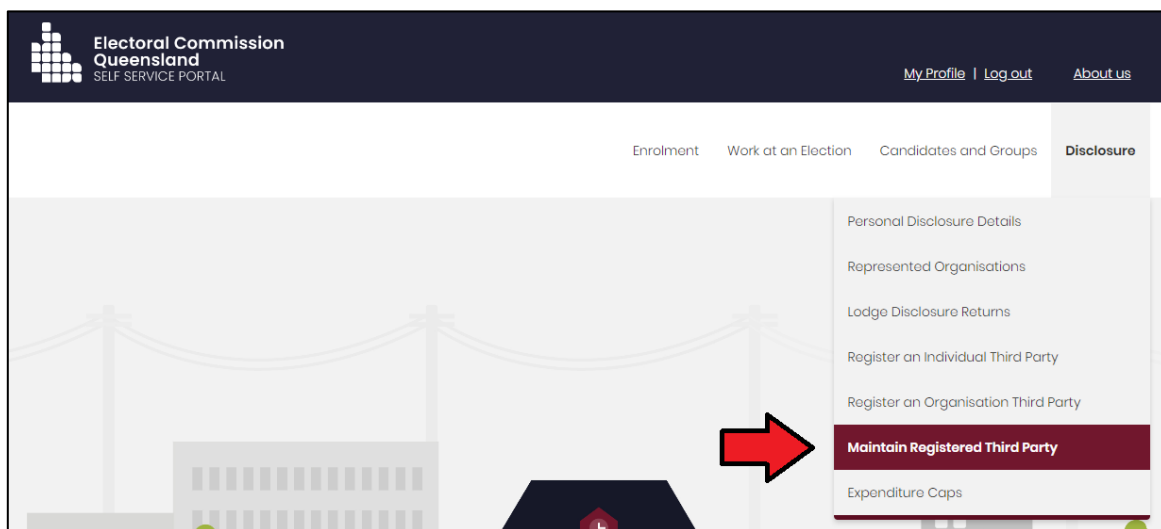 Electoral Commission
Queensland
SELF SERVICE PORTAL
My Profile | Log out About us
Enrolment Work at an Election Candidates and Groups Disclosure
Personal Disclosure Details
Represented Organisations
Lodge Disclosure Returns
Register an Individual Third Party
Register an Organisation Third Party
Maintain Registered Third Party
Expenditure Caps